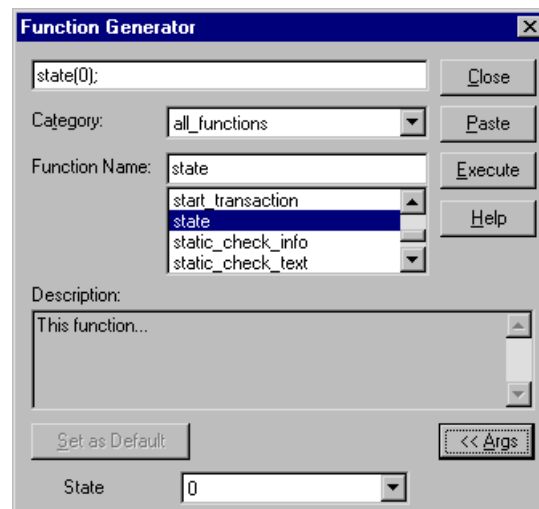 Function Generator
state(0);
Close
Category:
all_functions
Paste
Function Name:
state
Execute
start_transaction
state
static_check_info
static_check_text
Help
Description:
This function...
Set as Default
<< Args
State
0